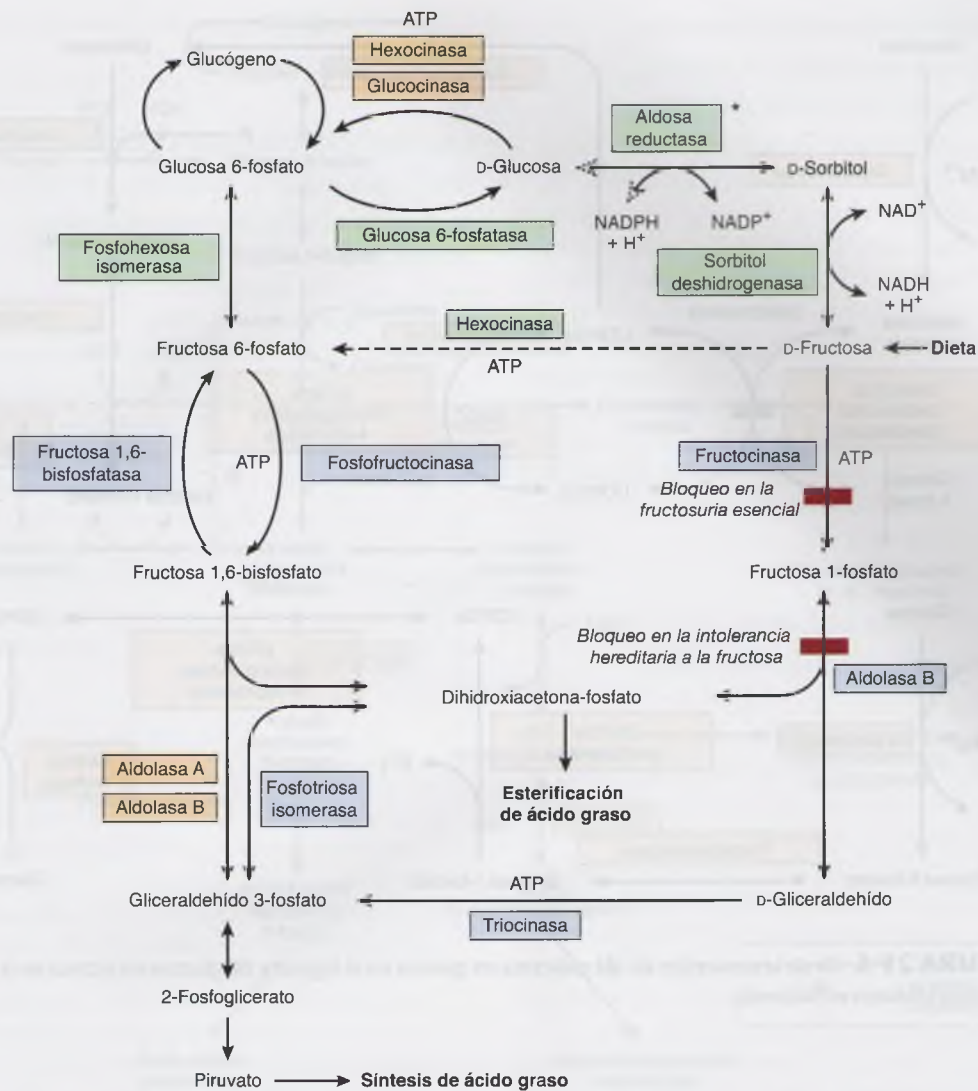 ATP
Hexocinasa
Glucógeno
Glucocinasa
Aldosa
reductasa
*
Glucosa 6-fosfato
D-Glucosa
D-Sorbitol
NADPH
+ H+
NADP+
NAD+
Glucosa 6-fosfatasa
Fosfohexosa
isomerasa
Sorbitol
deshidrogenasa
NADH
+ H+
Hexocinasa
Fructosa 6-fosfato
ATP
D-Fructosa
Dieta
Fructosa 1,6-
bisfosfatasa
ATP
Fosfofructocinasa
Fructocinasa
ATP
Bloqueo en la
fructosuria esencial
Fructosa 1,6-bisfosfato
Fructosa 1-fosfato
Bloqueo en la intolerancia
hereditaria a la fructosa
Aldolasa B
Dihidroxiacetona-fosfato
Aldolasa A
Aldolasa B
Fosfotriosa
isomerasa
Esterificación
de ácido graso
ATP
Gliceraldehído 3-fosfato
D-Gliceraldehído
Triocinasa
2-Fosfoglicerato
Piruvato
Síntesis de ácido graso